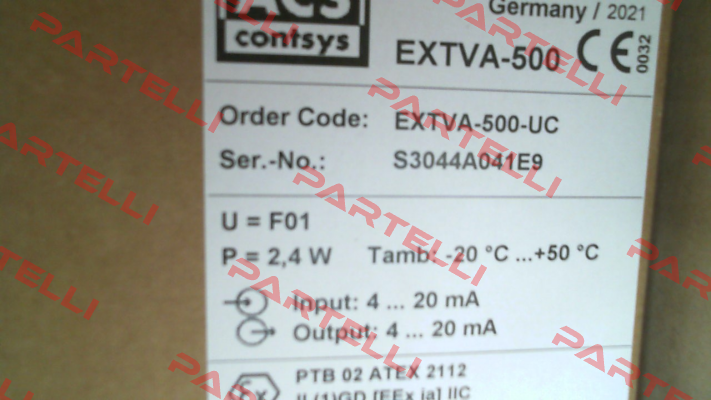 ACS
contsys
Germany / 2021
EXTVA-500 CE 0032
Order Code: EXTVA-500-UC
Ser.-No.: S3044A041E9
U = F01
P = 2,4 W Tamb: -20 °C ...+50 °C
Input: 4 ... 20 mA
Output: 4 ... 20 mA
Ex PTB 02 ATEX 2112
II (1)GD [EEx ia] IIC
PARTELLI
PARTELLI
PARTELLI
PARTELLI
PARTELLI
PARTELLI
PARTELLI
PARTELLI
PARTELLI